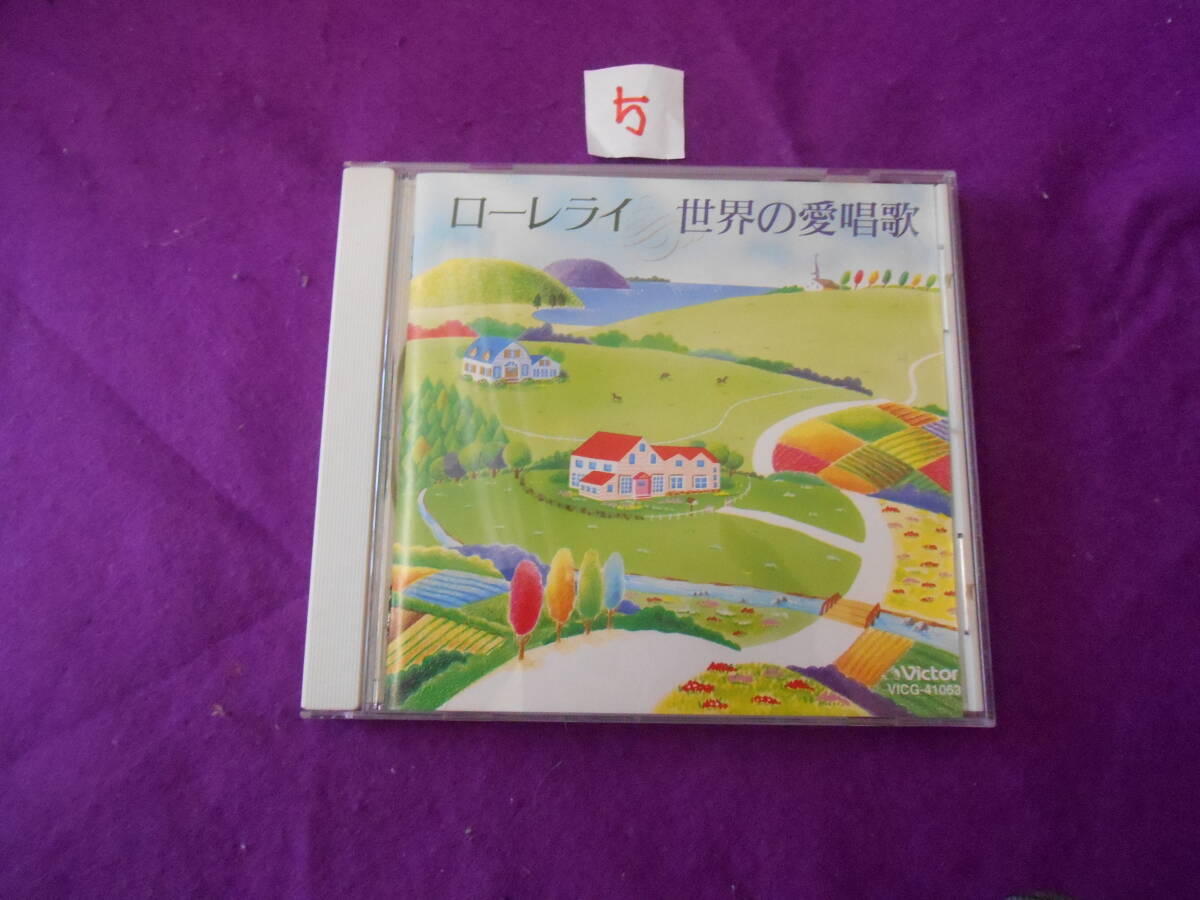 ち
ローレライ 世界の愛唱歌
Victor
VICG-41053